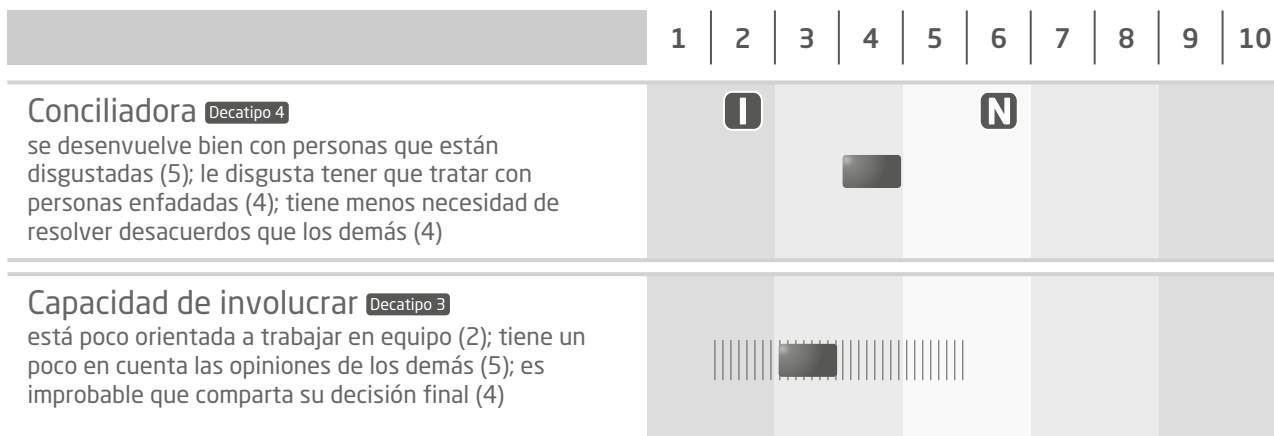 1 2 3 4 5 6 7 8 9 10
Conciliadora Decatipo 4
I N
se desenvuelve bien con personas que están
disgustadas (5); le disgusta tener que tratar con
personas enfadadas (4); tiene menos necesidad de
resolver desacuerdos que los demás (4)
Capacidad de involucrar Decatipo 3
está poco orientada a trabajar en equipo (2); tiene un
poco en cuenta las opiniones de los demás (5); es
improbable que comparta su decisión final (4)